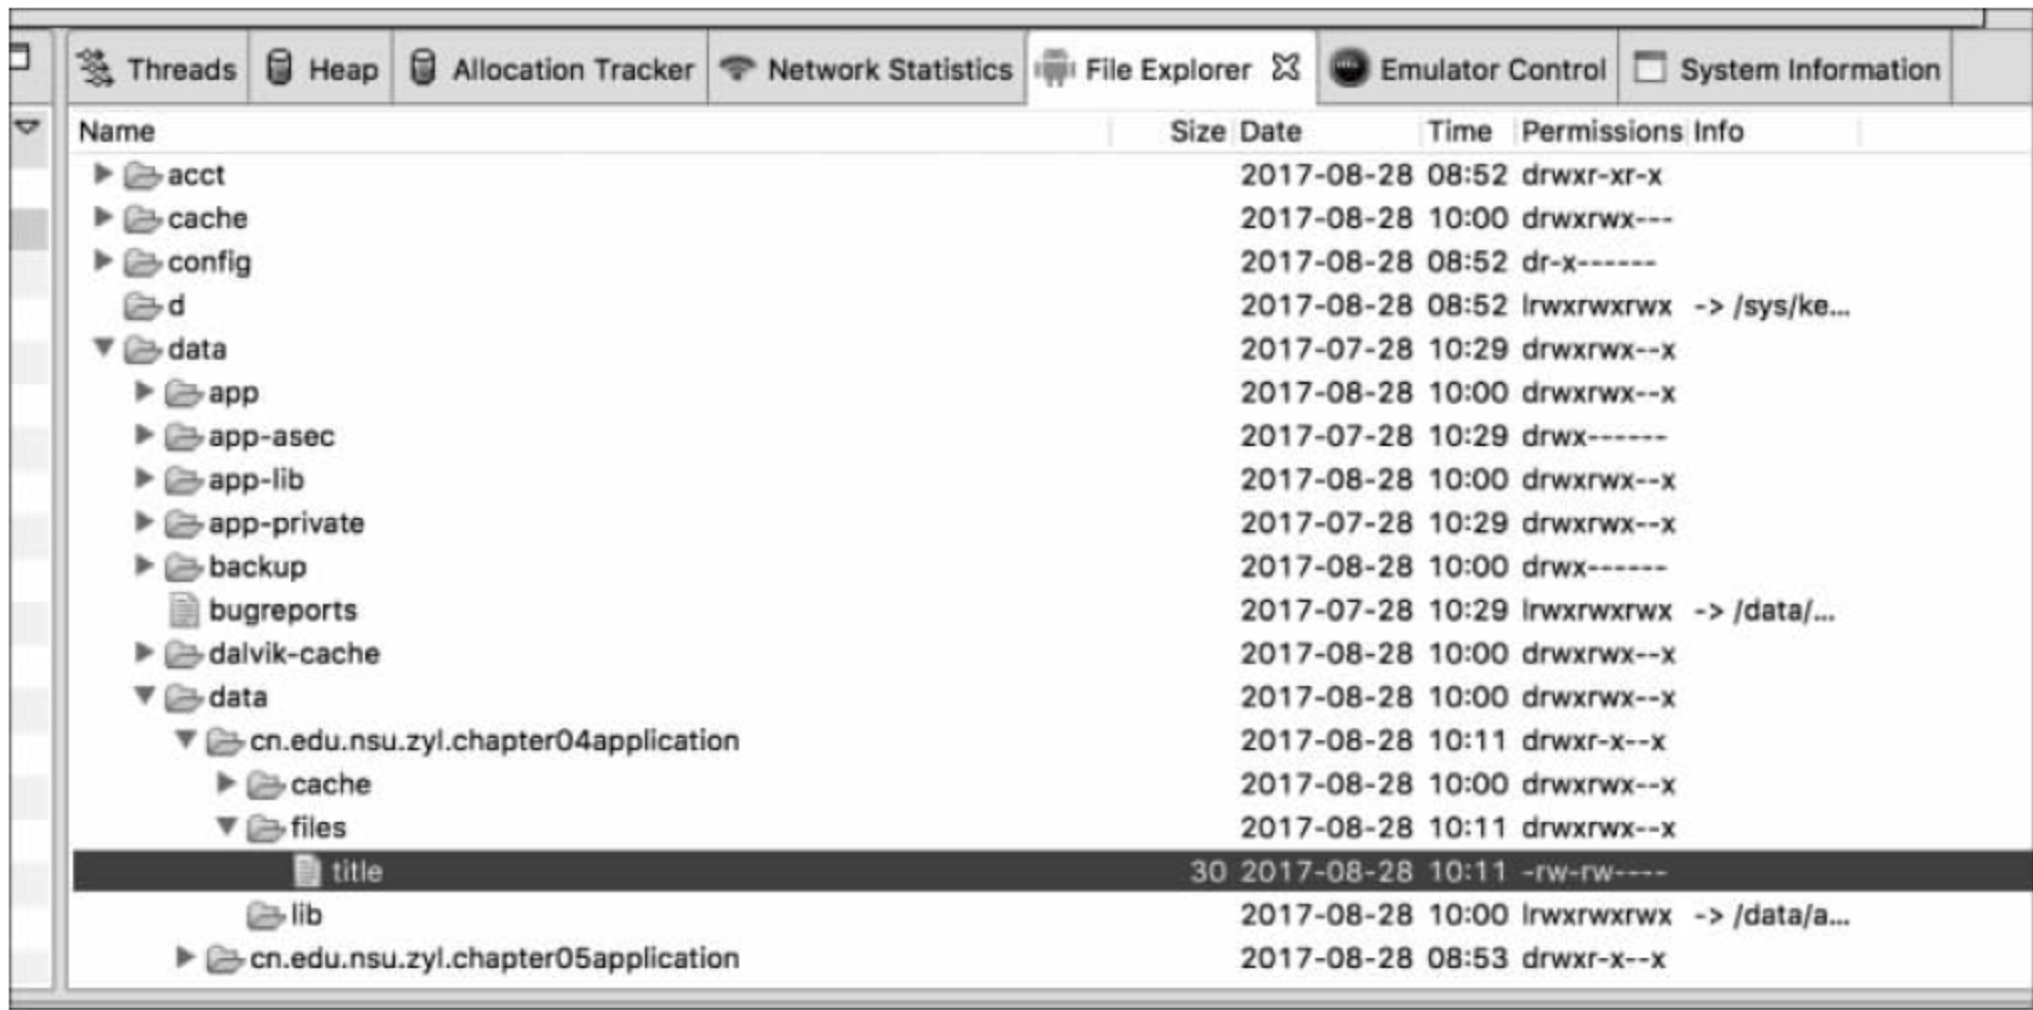 Threads Heap Allocation Tracker Network Statistics File Explorer Emulator Control System Information
Name Size Date Time Permissions Info
acct 2017-08-28 08:52 drwxr-xr-x
cache 2017-08-28 10:00 drwxrwx---
config 2017-08-28 08:52 dr-x------
d 2017-08-28 08:52 lrwxrwxrwx -> /sys/ke...
data 2017-07-28 10:29 drwxrwx--x
app 2017-08-28 10:00 drwxrwx--x
app-asec 2017-07-28 10:29 drwx------
app-lib 2017-08-28 10:00 drwxrwx--x
app-private 2017-07-28 10:29 drwxrwx--x
backup 2017-08-28 10:00 drwx------
bugreports 2017-07-28 10:29 lrwxrwxrwx -> /data/...
dalvik-cache 2017-08-28 10:00 drwxrwx--x
data 2017-08-28 10:00 drwxrwx--x
cn.edu.nsu.zyl.chapter04application 2017-08-28 10:11 drwxr-x--x
cache 2017-08-28 10:00 drwxrwx--x
files 2017-08-28 10:11 drwxrwx--x
title 30 2017-08-28 10:11 -rw-rw----
lib 2017-08-28 10:00 lrwxrwxrwx -> /data/a...
cn.edu.nsu.zyl.chapter05application 2017-08-28 08:53 drwxr-x--x